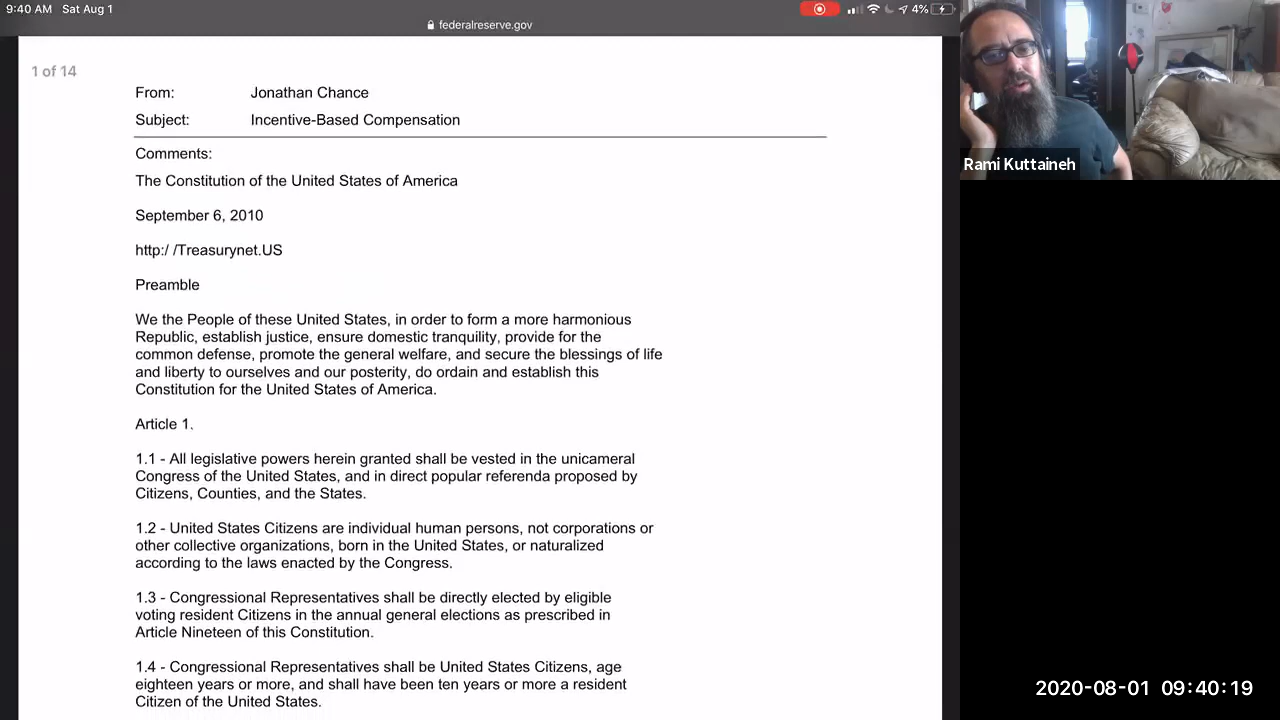 9:40 AM Sat Aug 1
4%
federalreserve.gov
1 of 14
From: Jonathan Chance
Subject: Incentive-Based Compensation
Comments:
The Constitution of the United States of America
September 6, 2010
http:/ /Treasurynet.US
Preamble
We the People of these United States, in order to form a more harmonious
Republic, establish justice, ensure domestic tranquility, provide for the
common defense, promote the general welfare, and secure the blessings of life
and liberty to ourselves and our posterity, do ordain and establish this
Constitution for the United States of America.
Article 1.
1.1 - All legislative powers herein granted shall be vested in the unicameral
Congress of the United States, and in direct popular referenda proposed by
Citizens, Counties, and the States.
1.2 - United States Citizens are individual human persons, not corporations or
other collective organizations, born in the United States, or naturalized
according to the laws enacted by the Congress.
1.3 - Congressional Representatives shall be directly elected by eligible
voting resident Citizens in the annual general elections as prescribed in
Article Nineteen of this Constitution.
1.4 - Congressional Representatives shall be United States Citizens, age
eighteen years or more, and shall have been ten years or more a resident
Citizen of the United States.
Rami Kuttaineh
2020-08-01 09:40:19